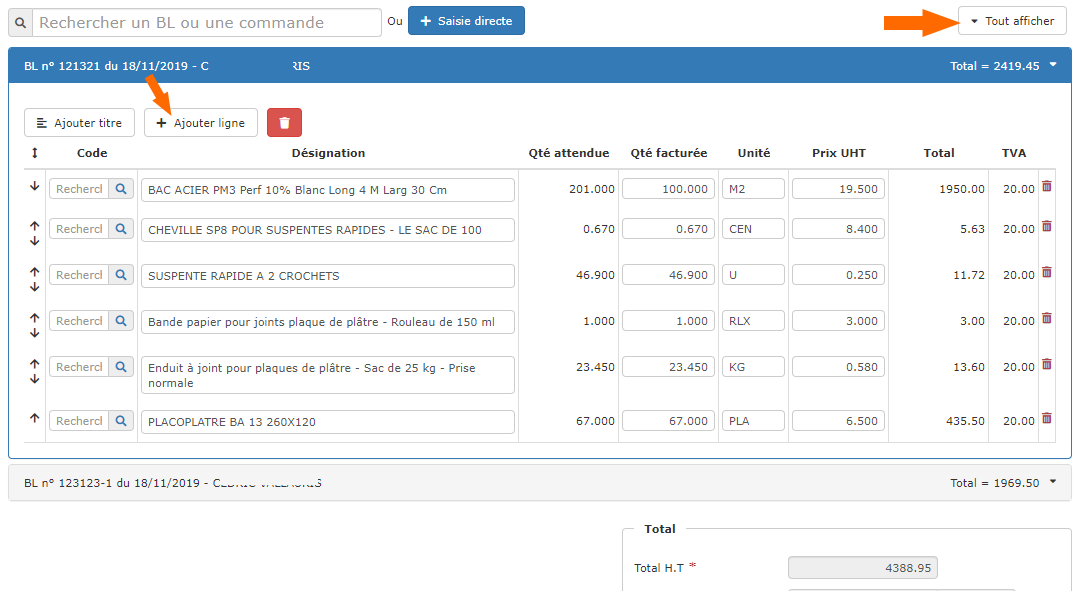 Rechercher un BL ou une commande Ou + Saisie directe Tout afficher
BL n° 121321 du 18/11/2019 - C RIS Total = 2419.45
Ajouter titre + Ajouter ligne
Code Désignation Qté attendue Qté facturée Unité Prix UHT Total TVA
Rechercl BAC ACIER PM3 Perf 10% Blanc Long 4 M Larg 30 Cm 201.000 100.000 M2 19.500 1950.00 20.00
Rechercl CHEVILLE SP8 POUR SUSPENTES RAPIDES - LE SAC DE 100 0.670 0.670 CEN 8.400 5.63 20.00
Rechercl SUSPENTE RAPIDE A 2 CROCHETS 46.900 46.900 U 0.250 11.72 20.00
Rechercl Bande papier pour joints plaque de plâtre - Rouleau de 150 ml 1.000 1.000 RLX 3.000 3.00 20.00
Rechercl Enduit à joint pour plaques de plâtre - Sac de 25 kg - Prise 23.450 23.450 KG 0.580 13.60 20.00
normale
Rechercl PLACOPLATRE BA 13 260X120 67.000 67.000 PLA 6.500 435.50 20.00
BL n° 123123-1 du 18/11/2019 - Total = 1969.50
Total
Total H.T * 4388.95